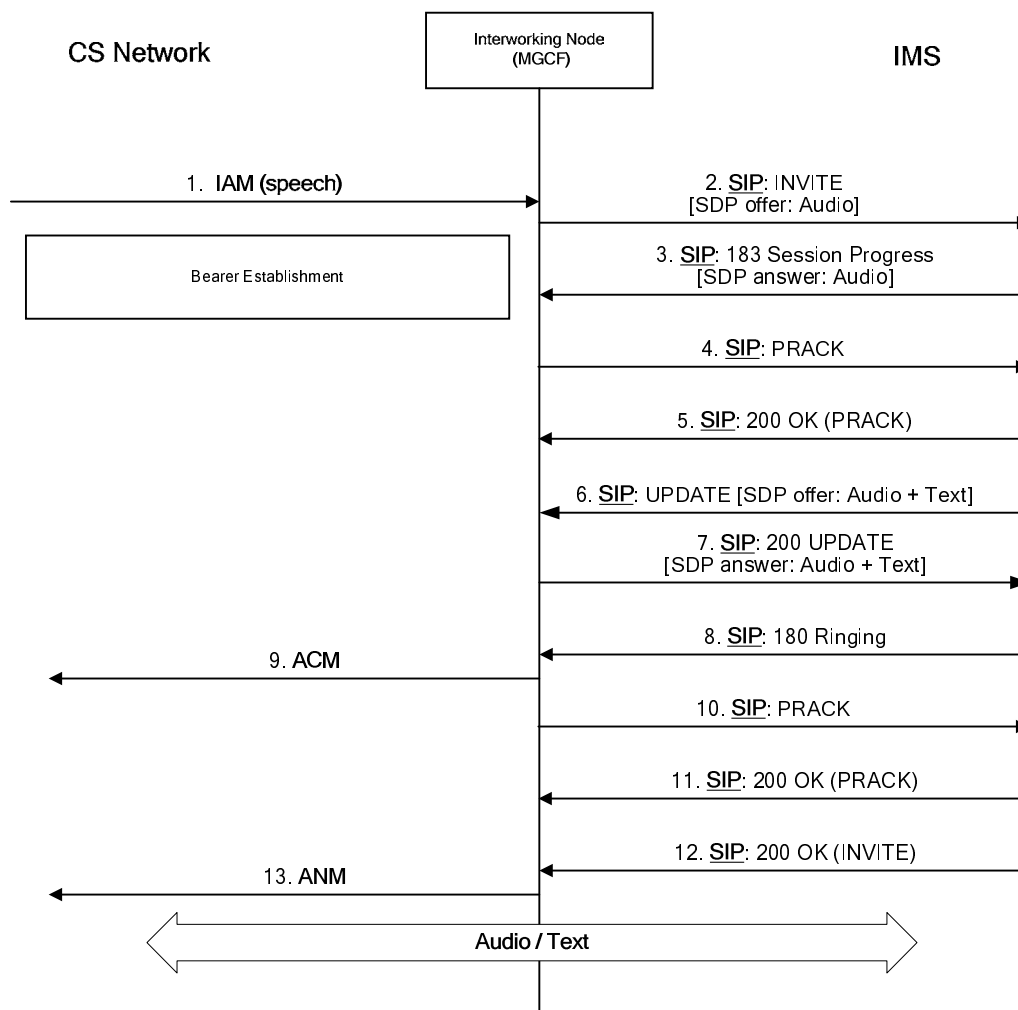 CS Network
Interworking Node
(MGCF)
IMS
1. IAM (speech)
2. SIP: INVITE
[SDP offer: Audio]
Bearer Establishment
3. SIP: 183 Session Progress
[SDP answer: Audio]
4. SIP: PRACK
5. SIP: 200 OK (PRACK)
6. SIP: UPDATE [SDP offer: Audio + Text]
7. SIP: 200 UPDATE
[SDP answer: Audio + Text]
8. SIP: 180 Ringing
9. ACM
10. SIP: PRACK
11. SIP: 200 OK (PRACK)
12. SIP: 200 OK (INVITE)
13. ANM
Audio / Text